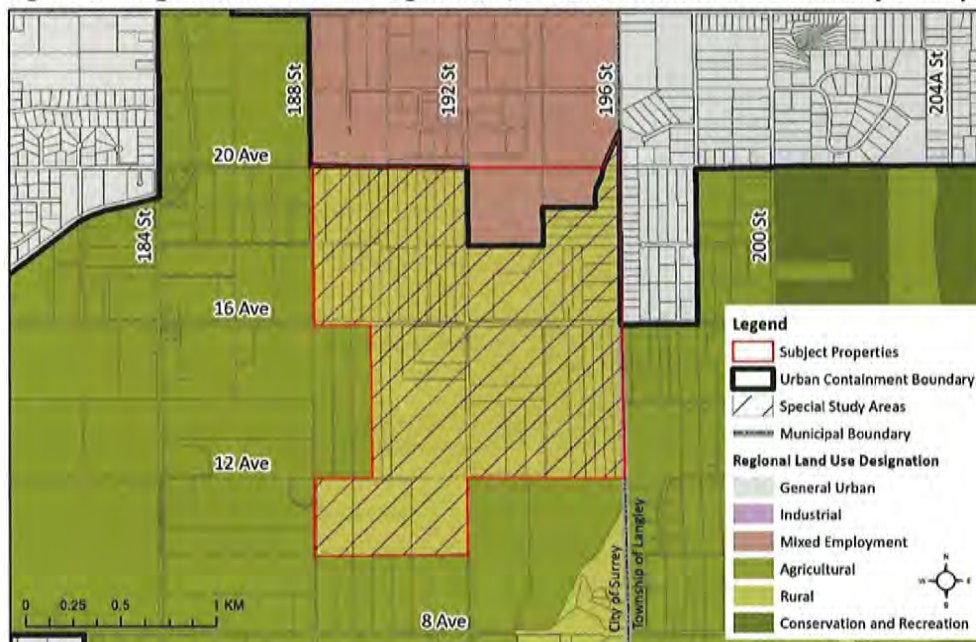 188 St
192 St
196 St
204A St
20 Ave
184 St
200 St
16 Ave
12 Ave
8 Ave
City of Surrey
Township of Langley
0 0.25 0.5 1 KM
Legend
Subject Properties
Urban Containment Boundary
Special Study Areas
Municipal Boundary
Regional Land Use Designation
General Urban
Industrial
Mixed Employment
Agricultural
Rural
Conservation and Recreation
N
W E
S